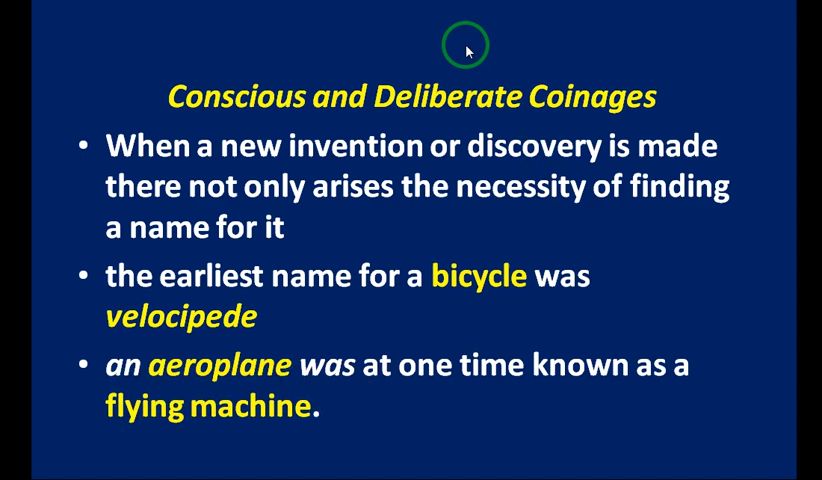 Conscious and Deliberate Coinages
• When a new invention or discovery is made
there not only arises the necessity of finding
a name for it
• the earliest name for a bicycle was
velocipede
• an aeroplane was at one time known as a
flying machine.